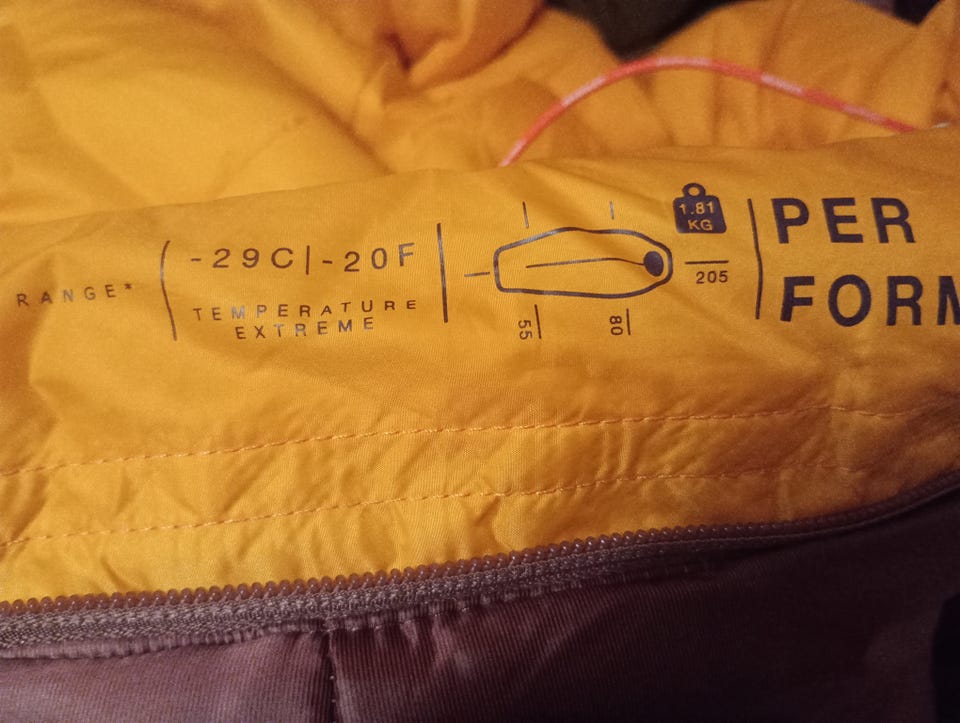 RANGE*
-29C|-20F
TEMPERATURE
EXTREME
55
80
1.81
KG
205
PER
FORM